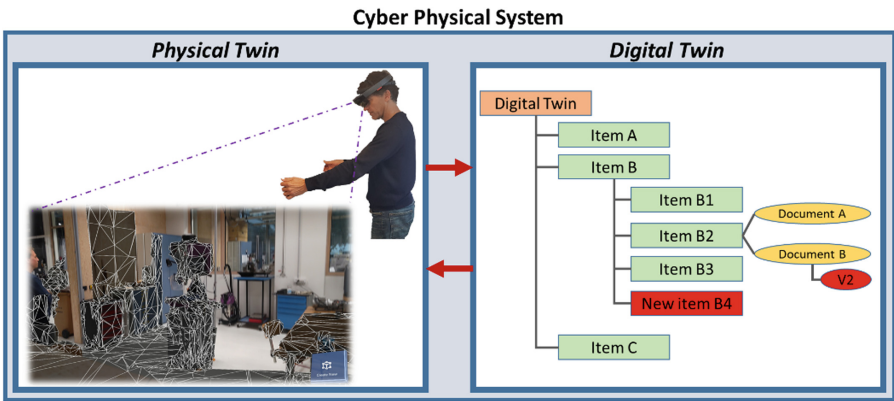 Cyber Physical System
Physical Twin
Digital Twin
Digital Twin
Item A
Item B
Item B1
Item B2
Item B3
New item B4
Item C
Document A
Document B
V2